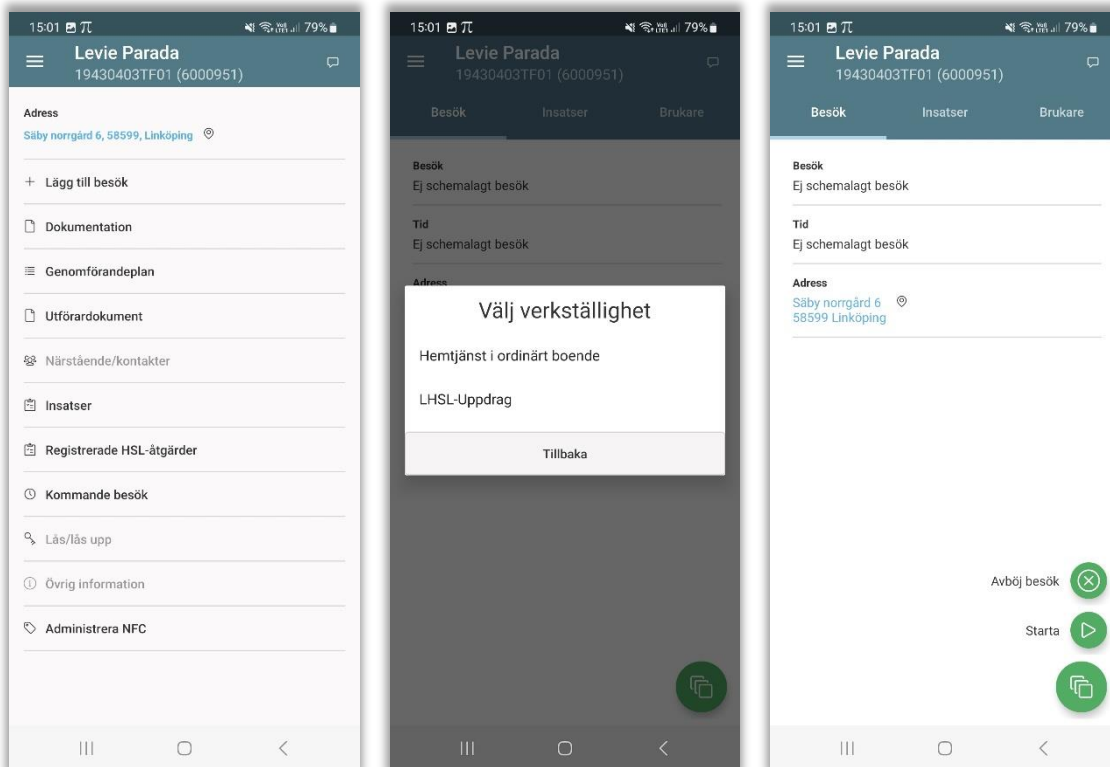 15:01 π 79%
Levie Parada
19430403TF01 (6000951)
Adress
Säby norrgård 6, 58599, Linköping
Lägg till besök
Dokumentation
Genomförandeplan
Utförardokument
Närstående/kontakter
Insatser
Registrerade HSL-åtgärder
Kommande besök
Lås/lås upp
Övrig information
Administrera NFC
15:01 π 79%
Levie Parada
19430403TF01 (6000951)
Besök Insatser Brukare
Besök
Ej schemalagt besök
Tid
Ej schemalagt besök
Adress
Välj verkställighet
Hemtjänst i ordinärt boende
LHSL-Uppdrag
Tillbaka
15:01 π 79%
Levie Parada
19430403TF01 (6000951)
Besök Insatser Brukare
Besök
Ej schemalagt besök
Tid
Ej schemalagt besök
Adress
Säby norrgård 6
58599 Linköping
Avböj besök
Starta